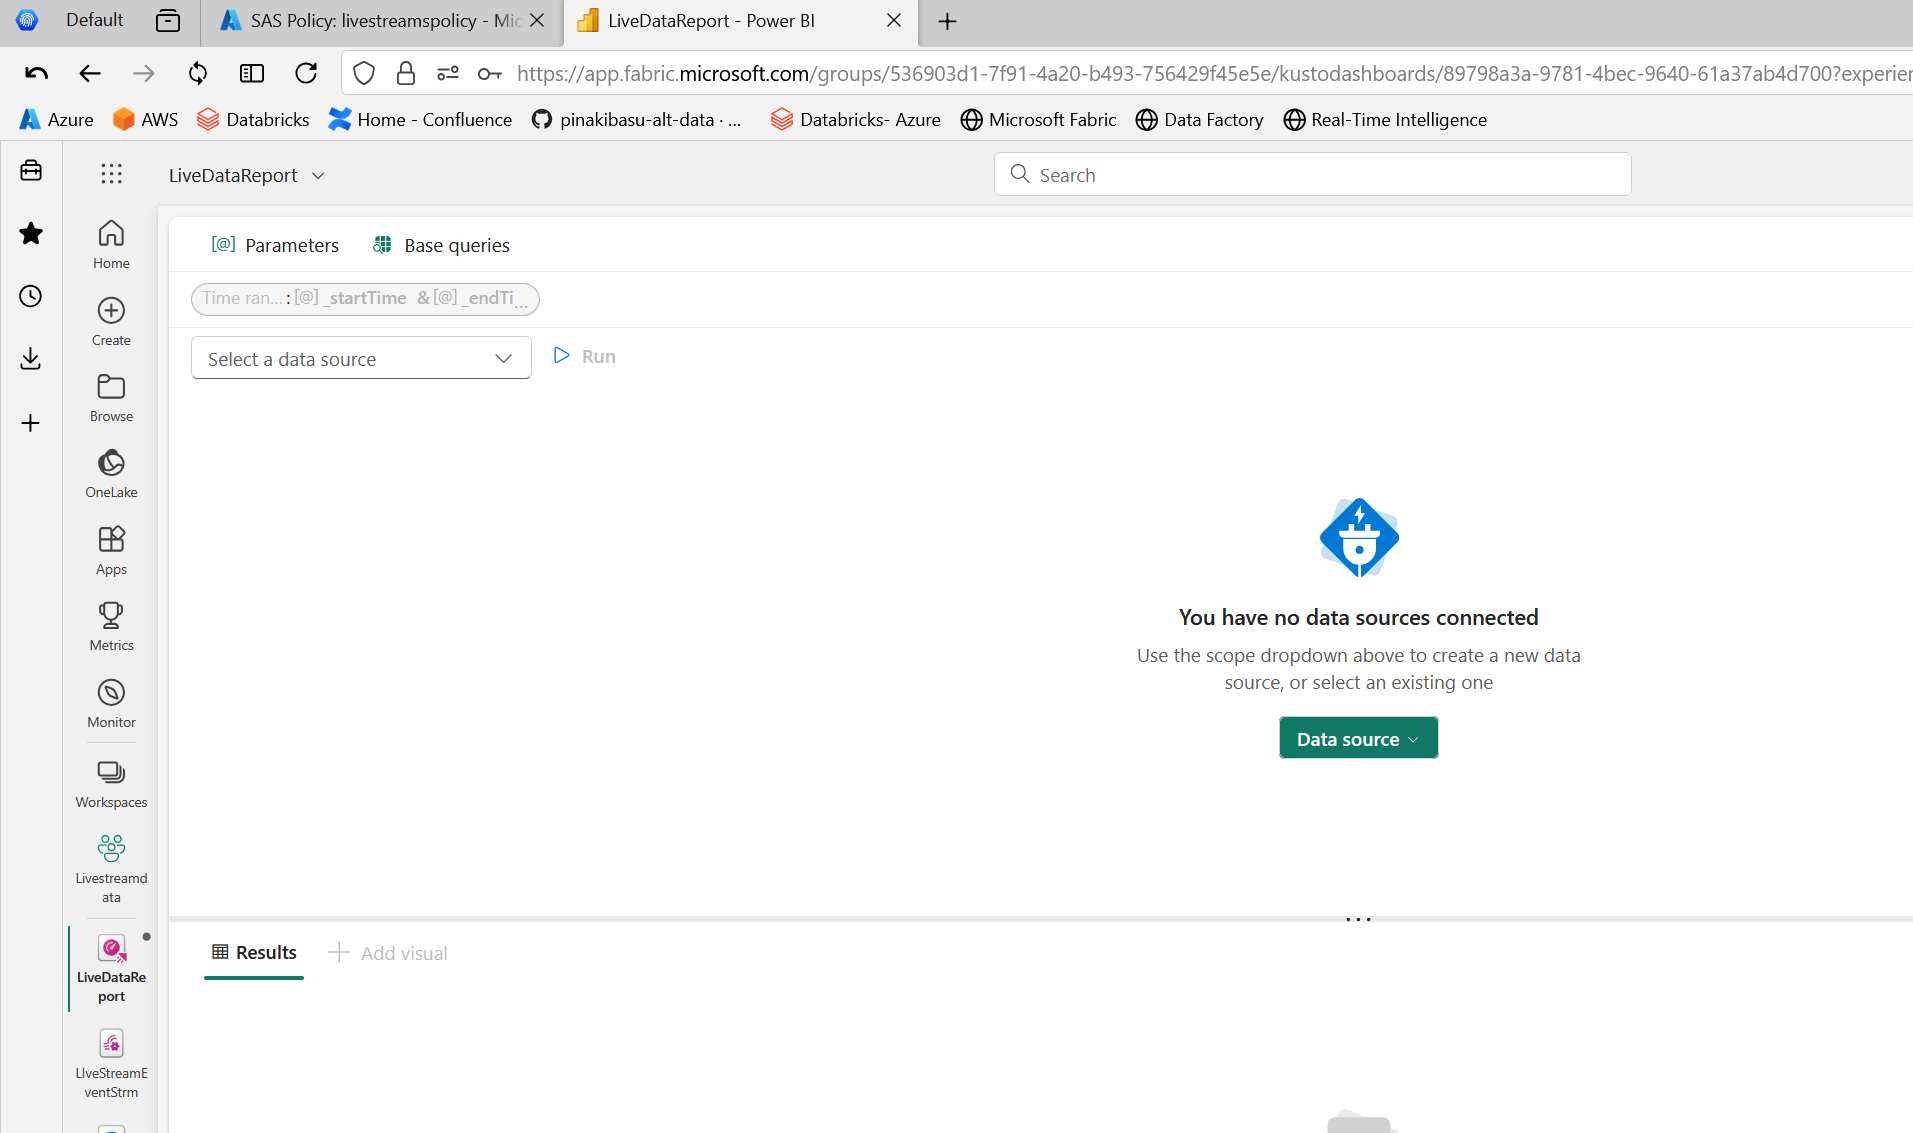 Default
SAS Policy: livestreamspolicy - Mic
LiveDataReport - Power BI
https://app.fabric.microsoft.com/groups/536903d1-7f91-4a20-b493-756429f45e5e/kustodashboards/89798a3a-9781-4bec-9640-61a37ab4d700?experien
Azure
AWS
Databricks
Home - Confluence
pinakibasu-alt-data · ...
Databricks- Azure
Microsoft Fabric
Data Factory
Real-Time Intelligence
LiveDataReport
Search
Home
Create
Browse
OneLake
Apps
Metrics
Monitor
Workspaces
Livestreamd
ata
LiveDataRe
port
LIveStreamE
ventStrm
[@] Parameters
Base queries
Time ran... : [@] _startTime & [@] _endTi...
Select a data source
Run
You have no data sources connected
Use the scope dropdown above to create a new data
source, or select an existing one
Data source
Results
Add visual